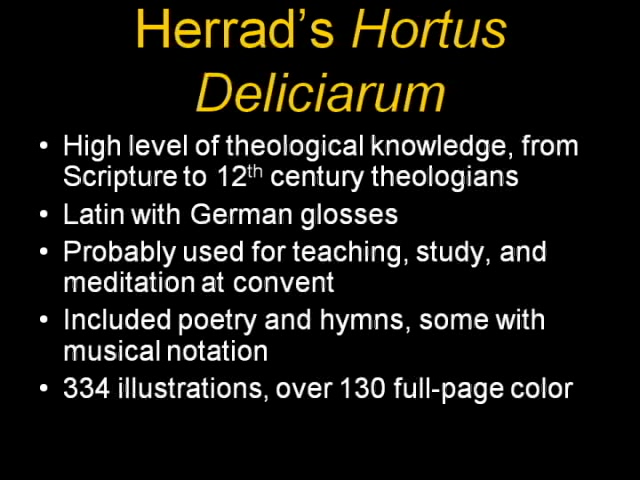 Herrad’s Hortus
Deliciarum
• High level of theological knowledge, from
Scripture to 12th century theologians
• Latin with German glosses
• Probably used for teaching, study, and
meditation at convent
• Included poetry and hymns, some with
musical notation
• 334 illustrations, over 130 full-page color